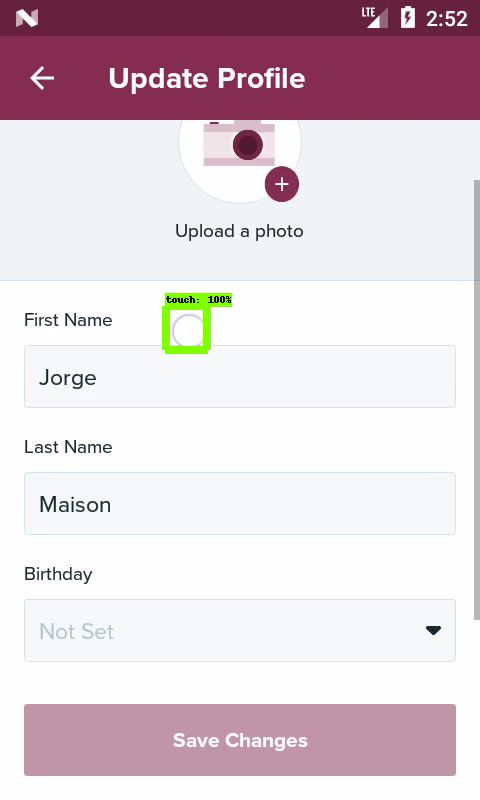 LTE 2:52
Update Profile
Upload a photo
touch: 100%
First Name
Jorge
Last Name
Maison
Birthday
Not Set
Save Changes